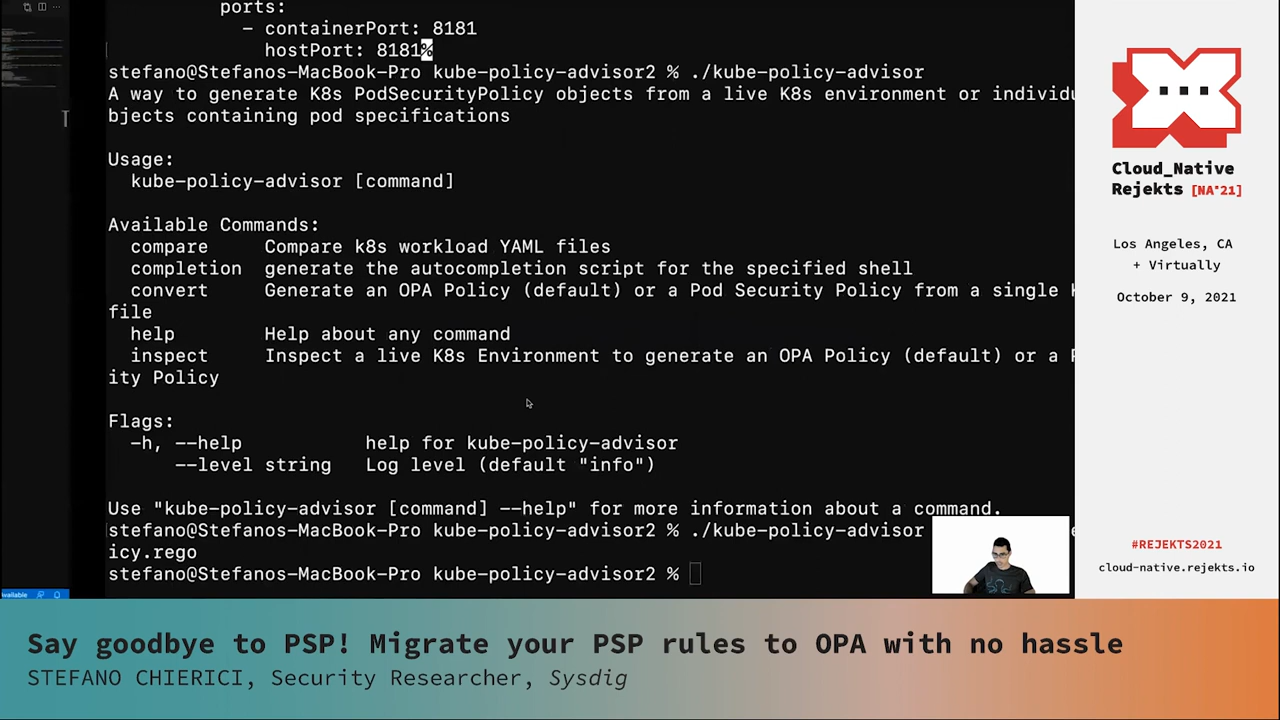 ports:
- containerPort: 8181
hostPort: 8181%
stefano@Stefanos-MacBook-Pro kube-policy-advisor2 % ./kube-policy-advisor
A way to generate K8s PodSecurityPolicy objects from a live K8s environment or individu
bjects containing pod specifications
Usage:
kube-policy-advisor [command]
Available Commands:
compare Compare k8s workload YAML files
completion generate the autocompletion script for the specified shell
convert Generate an OPA Policy (default) or a Pod Security Policy from a single
file
help Help about any command
inspect Inspect a live K8s Environment to generate an OPA Policy (default) or a
ity Policy
Flags:
-h, --help help for kube-policy-advisor
--level string Log level (default "info")
Use "kube-policy-advisor [command] --help" for more information about a command.
stefano@Stefanos-MacBook-Pro kube-policy-advisor2 % ./kube-policy-advisor
icy.rego
stefano@Stefanos-MacBook-Pro kube-policy-advisor2 %
Cloud_Native
Rejekts [NA'21]
Los Angeles, CA
+ Virtually
October 9, 2021
#REJEKTS2021
cloud-native.rejekts.io
Say goodbye to PSP! Migrate your PSP rules to OPA with no hassle
STEFANO CHIERICI, Security Researcher, Sysdig